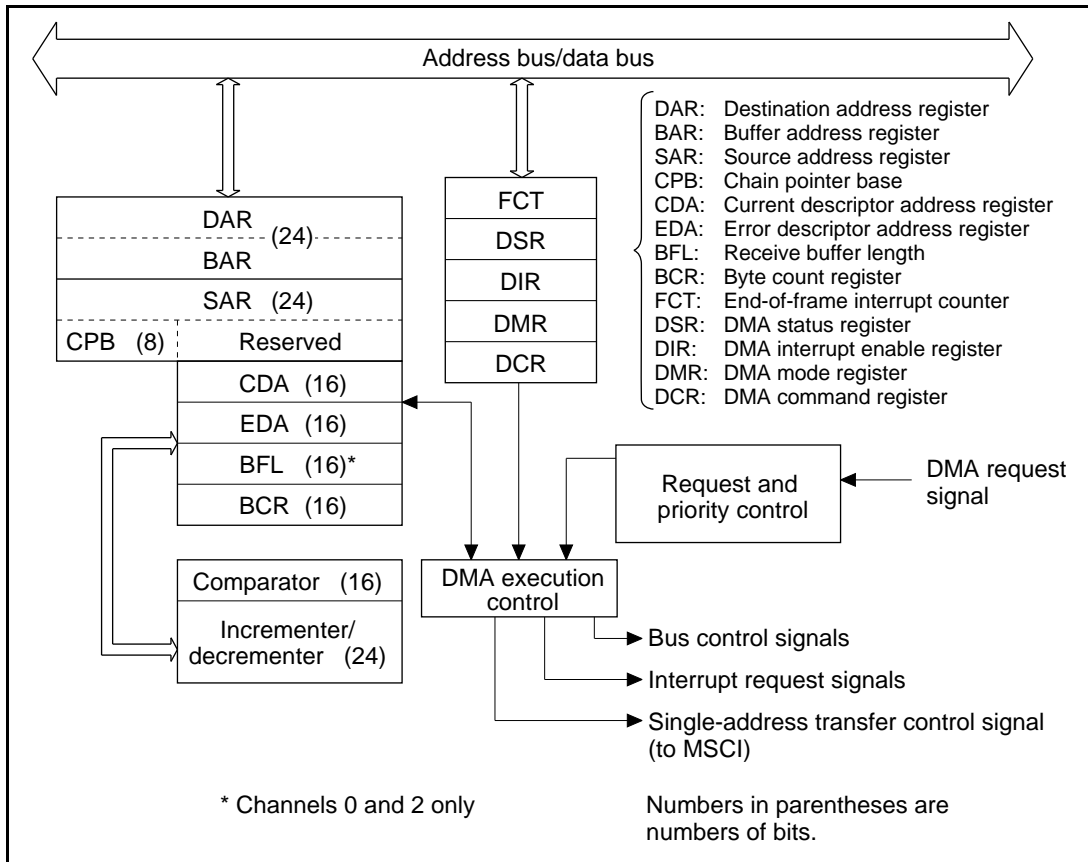 Address bus/data bus
DAR: Destination address register
BAR: Buffer address register
SAR: Source address register
CPB: Chain pointer base
CDA: Current descriptor address register
EDA: Error descriptor address register
BFL: Receive buffer length
BCR: Byte count register
FCT: End-of-frame interrupt counter
DSR: DMA status register
DIR: DMA interrupt enable register
DMR: DMA mode register
DCR: DMA command register
DAR
(24)
BAR
SAR (24)
CPB (8) Reserved
CDA (16)
EDA (16)
BFL (16)*
BCR (16)
Comparator (16)
Incrementer/
decrementer (24)
FCT
DSR
DIR
DMR
DCR
Request and
priority control
DMA request
signal
DMA execution
control
Bus control signals
Interrupt request signals
Single-address transfer control signal
(to MSCI)
* Channels 0 and 2 only
Numbers in parentheses are
numbers of bits.